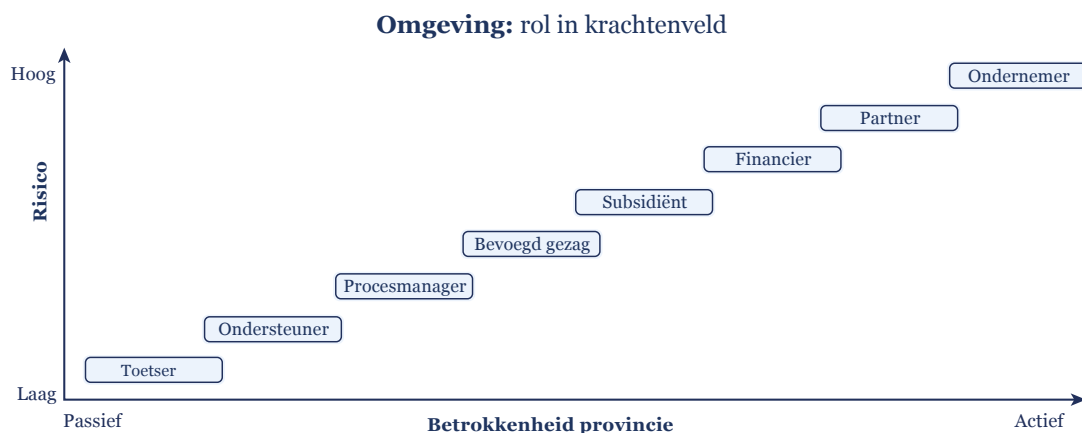 Omgeving: rol in krachtenveld
Hoog
Ondernemer
Partner
Financier
Risico
Subsidiënt
Bevoegd gezag
Procesmanager
Ondersteuner
Toetser
Laag
Passief
Betrokkenheid provincie
Actief